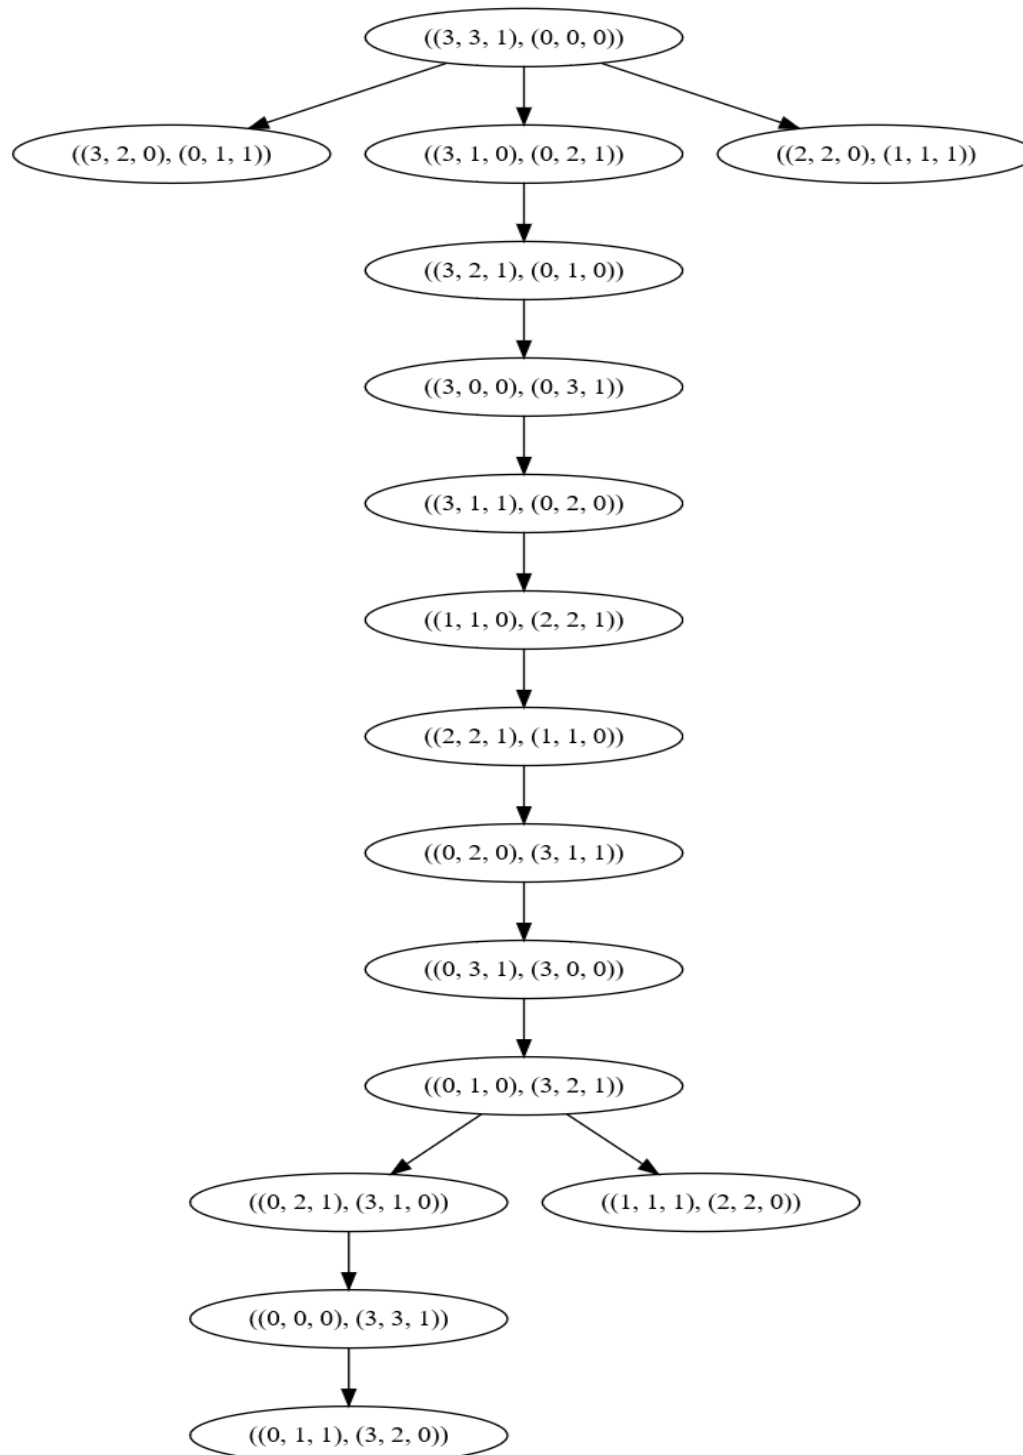 ((3, 3, 1), (0, 0, 0))
((3, 2, 0), (0, 1, 1))
((3, 1, 0), (0, 2, 1))
((2, 2, 0), (1, 1, 1))
((3, 2, 1), (0, 1, 0))
((3, 0, 0), (0, 3, 1))
((3, 1, 1), (0, 2, 0))
((1, 1, 0), (2, 2, 1))
((2, 2, 1), (1, 1, 0))
((0, 2, 0), (3, 1, 1))
((0, 3, 1), (3, 0, 0))
((0, 1, 0), (3, 2, 1))
((0, 2, 1), (3, 1, 0))
((1, 1, 1), (2, 2, 0))
((0, 0, 0), (3, 3, 1))
((0, 1, 1), (3, 2, 0))